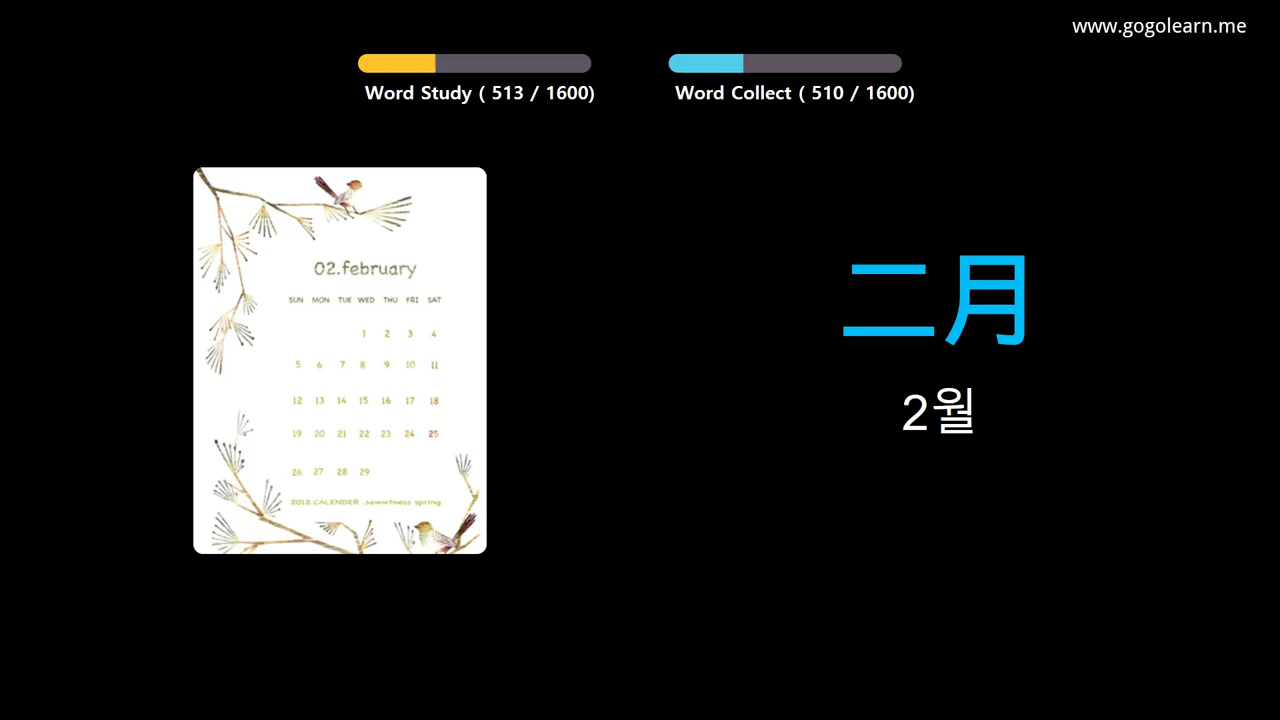 www.gogolearn.me
Word Study ( 513 / 1600)
Word Collect ( 510 / 1600)
02.february
SUN MON TUE WED THU FRI SAT
1 2 3 4
5 6 7 8 9 10 11
12 13 14 15 16 17 18
19 20 21 22 23 24 25
26 27 28 29
2012.CALENDER .sewwtness spring
二月
2월